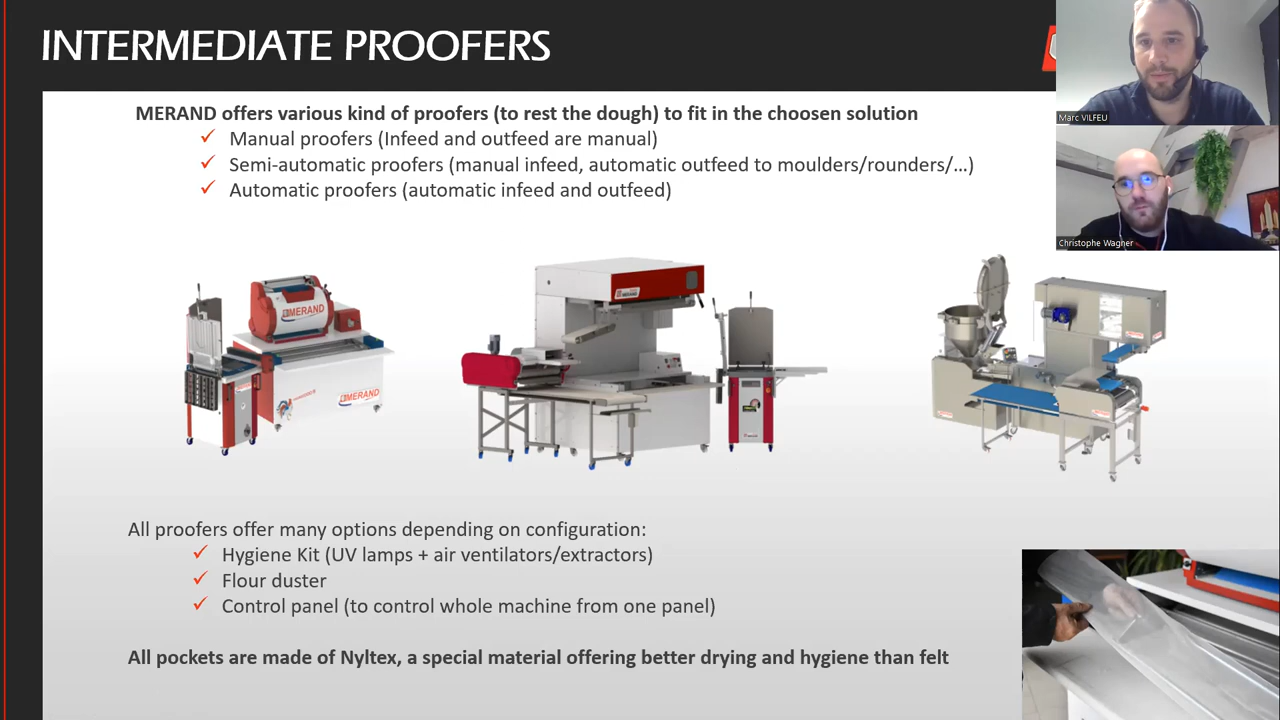 INTERMEDIATE PROOFERS
Marc VILFEU
MERAND offers various kind of proofers (to rest the dough) to fit in the choosen solution
✓ Manual proofers (Infeed and outfeed are manual)
✓ Semi-automatic proofers (manual infeed, automatic outfeed to moulders/rounders/...)
✓ Automatic proofers (automatic infeed and outfeed)
Christophe Wagner
MERAND
MERAND
All proofers offer many options depending on configuration:
✓ Hygiene Kit (UV lamps + air ventilators/extractors)
✓ Flour duster
✓ Control panel (to control whole machine from one panel)
All pockets are made of Nyltex, a special material offering better drying and hygiene than felt